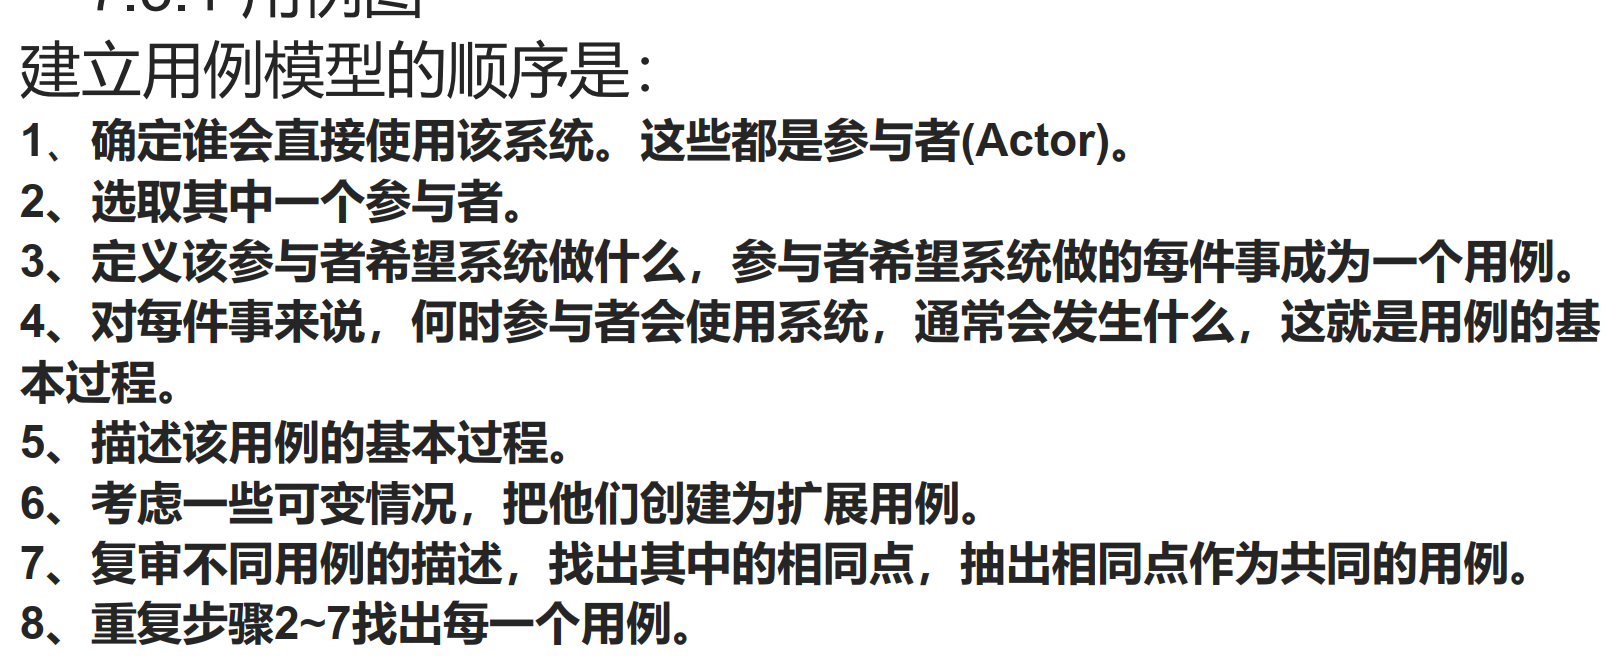 用例图
建立用例模型的顺序是：
1、确定谁会直接使用该系统。这些都是参与者(Actor)。
2、选取其中一个参与者。
3、定义该参与者希望系统做什么，参与者希望系统做的每件事成为一个用例。
4、对每件事来说，何时参与者会使用系统，通常会发生什么，这就是用例的基
本过程。
5、描述该用例的基本过程。
6、考虑一些可变情况，把他们创建为扩展用例。
7、复审不同用例的描述，找出其中的相同点，抽出相同点作为共同的用例。
8、重复步骤2~7找出每一个用例。